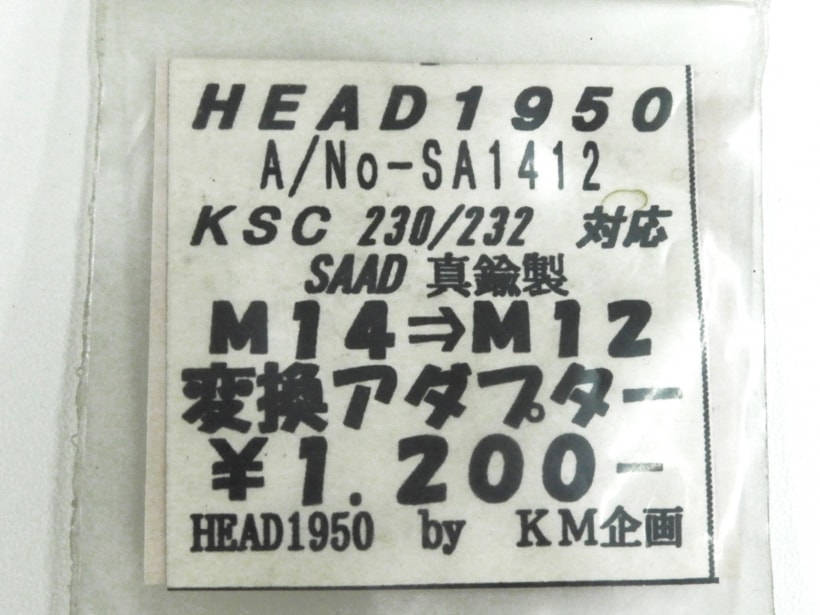 HEAD1950
A/No-SA1412
KSC 230/232 対応
SAAD 真鍮製
M14⇒M12
変換アダプター
¥1.200-
HEAD1950 by KM企画